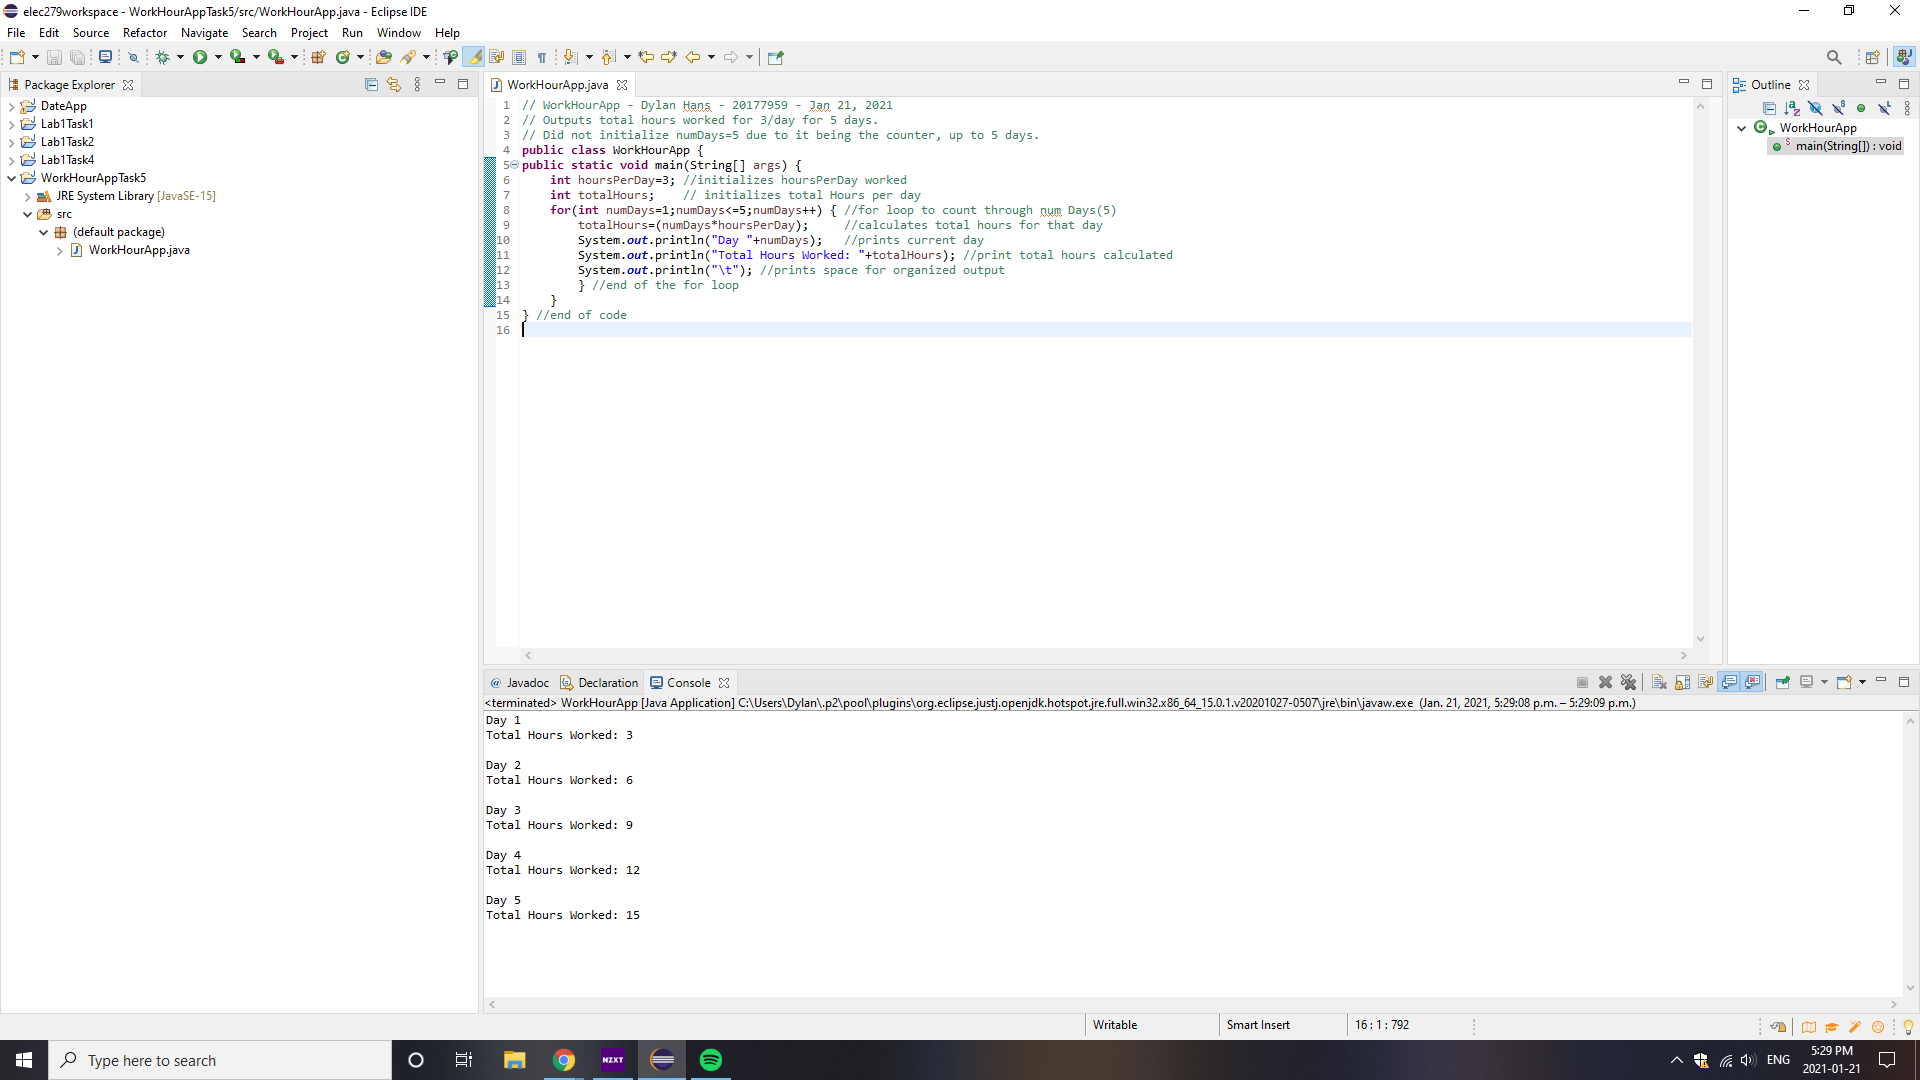 elec279workspace - WorkHourAppTask5/src/WorkHourApp.java - Eclipse IDE
File Edit Source Refactor Navigate Search Project Run Window Help
Package Explorer
DateApp
Lab1Task1
Lab1Task2
Lab1Task4
WorkHourAppTask5
JRE System Library [JavaSE-15]
src
(default package)
WorkHourApp.java
WorkHourApp.java
1 // WorkHourApp - Dylan Hans - 20177959 - Jan 21, 2021
2 // Outputs total hours worked for 3/day for 5 days.
3 // Did not initialize numDays=5 due to it being the counter, up to 5 days.
4 public class WorkHourApp {
5 public static void main(String[] args) {
6     int hoursPerDay=3; //initializes hoursPerDay worked
7     int totalHours;    // initializes total Hours per day
8     for(int numDays=1;numDays<=5;numDays++) { //for loop to count through num Days(5)
9         totalHours=(numDays*hoursPerDay);     //calculates total hours for that day
10         System.out.println("Day "+numDays);   //prints current day
11         System.out.println("Total Hours Worked: "+totalHours); //print total hours calculated
12         System.out.println("\t"); //prints space for organized output
13         } //end of the for loop
14     }
15 } //end of code
16
Outline
WorkHourApp
main(String[]) : void
Javadoc Declaration Console
<terminated> WorkHourApp [Java Application] C:\Users\Dylan\.p2\pool\plugins\org.eclipse.justj.openjdk.hotspot.jre.full.win32.x86_64_15.0.1.v20201027-0507\jre\bin\javaw.exe (Jan. 21, 2021, 5:29:08 p.m. – 5:29:09 p.m.)
Day 1
Total Hours Worked: 3
Day 2
Total Hours Worked: 6
Day 3
Total Hours Worked: 9
Day 4
Total Hours Worked: 12
Day 5
Total Hours Worked: 15
Writable Smart Insert 16 : 1 : 792
Type here to search
NZXT
ENG
5:29 PM
2021-01-21